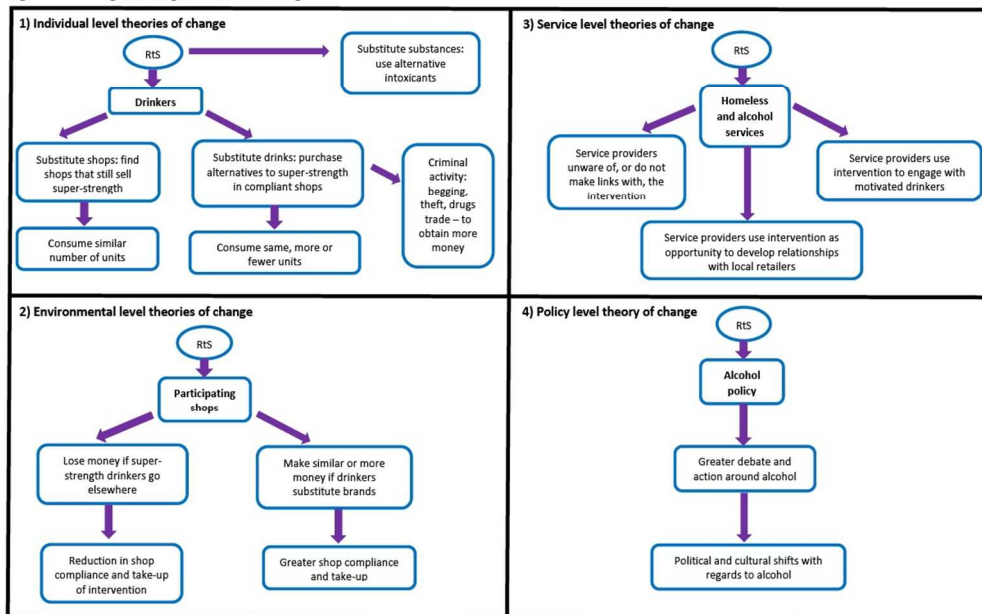 1) Individual level theories of change
RtS
Substitute substances:
use alternative
intoxicants
Drinkers
Substitute shops: find
shops that still sell
super-strength
Substitute drinks: purchase
alternatives to super-strength
in compliant shops
Criminal
activity:
begging,
theft, drugs
trade – to
obtain more
money
Consume similar
number of units
Consume same, more or
fewer units
2) Environmental level theories of change
RtS
Participating
shops
Lose money if super-
strength drinkers go
elsewhere
Make similar or more
money if drinkers
substitute brands
Reduction in shop
compliance and take-up
of intervention
Greater shop compliance
and take-up
3) Service level theories of change
RtS
Homeless
and alcohol
services
Service providers
unware of, or do not
make links with, the
intervention
Service providers use
intervention to engage with
motivated drinkers
Service providers use intervention as
opportunity to develop relationships
with local retailers
4) Policy level theory of change
RtS
Alcohol
policy
Greater debate and
action around alcohol
Political and cultural shifts with
regards to alcohol